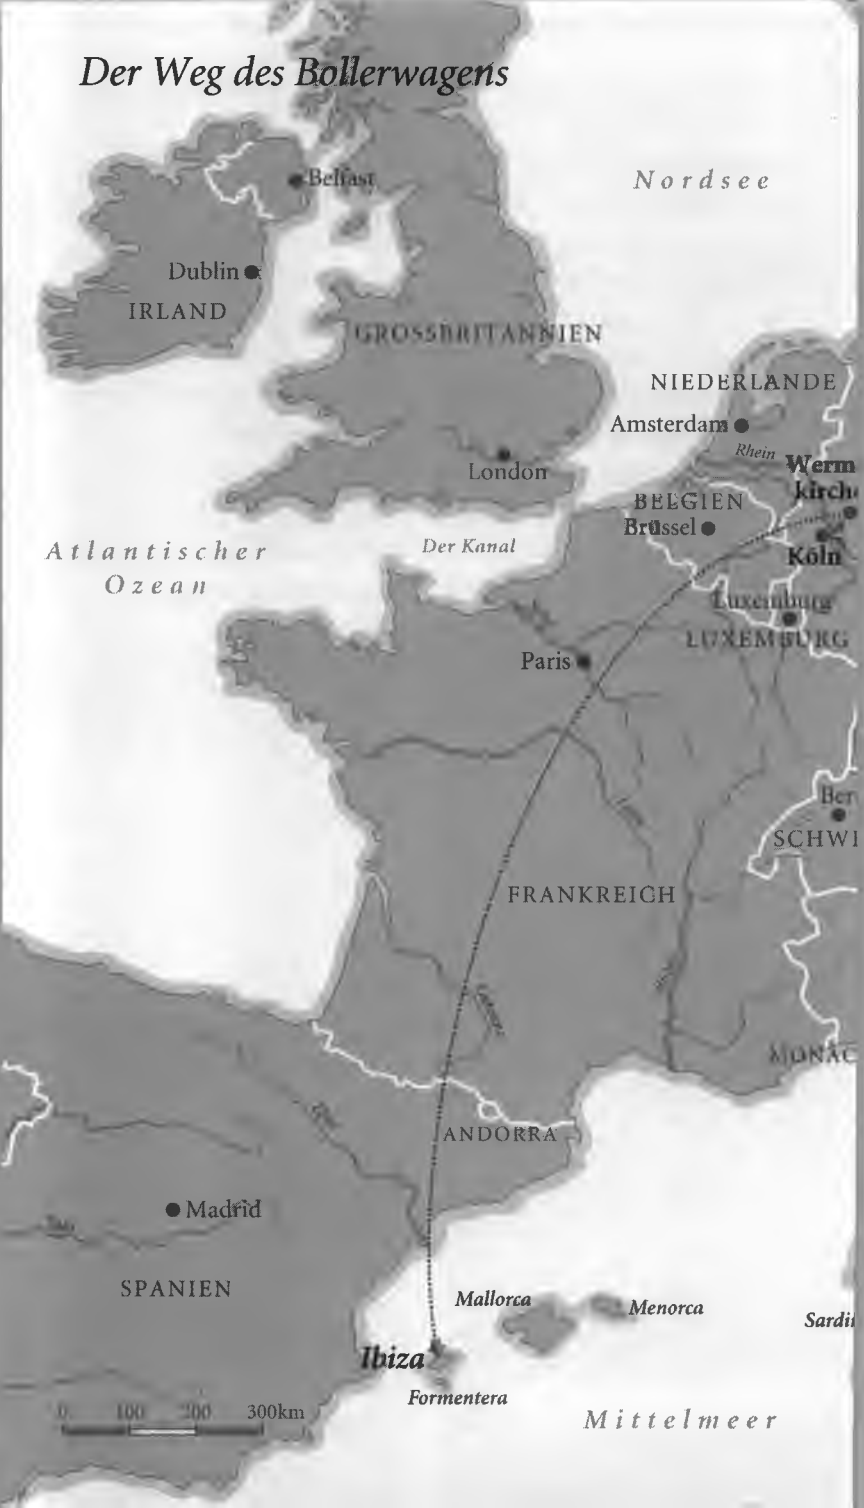 Der Weg des Bollerwagens
Nordsee
Belfast
Dublin
IRLAND
GROSSBRITANNIEN
NIEDERLANDE
Amsterdam
Rhein
Werm
kirch
London
BELGIEN
Brüssel
Der Kanal
Atlantischer
Ozean
Köln
Luxemburg
LUXEMBURG
Paris
Ber
SCHWI
FRANKREICH
MONAC
ANDORRA
Madrid
SPANIEN
Mallorca
Menorca
Sardi
Ibiza
Formentera
0 100 200 300km
Mittelmeer